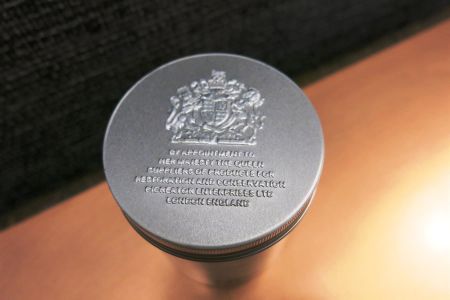 BY APPOINTMENT TO
HER MAJESTY THE QUEEN
SUPPLIERS OF PRODUCTS FOR
RESTORATION AND CONSERVATION
PICREATOR ENTERPRISES LTD
LONDON ENGLAND